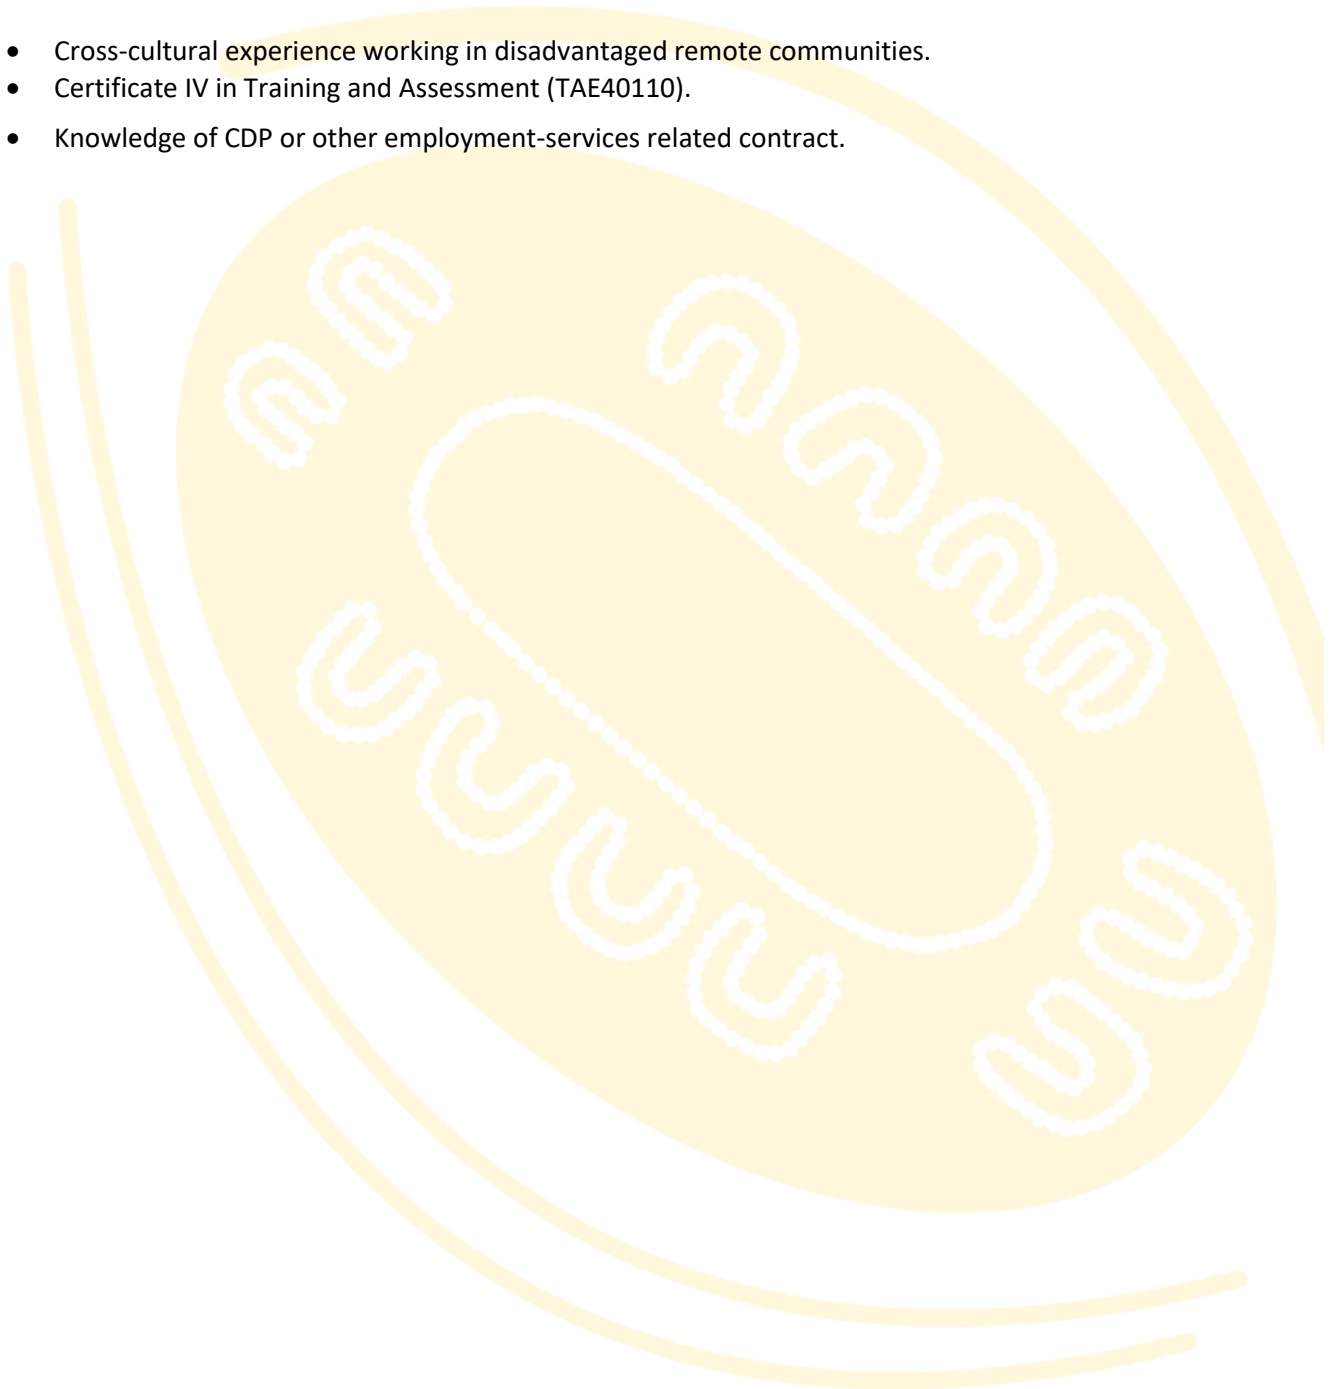 • Cross-cultural experience working in disadvantaged remote communities.
• Certificate IV in Training and Assessment (TAE40110).
• Knowledge of CDP or other employment-services related contract.